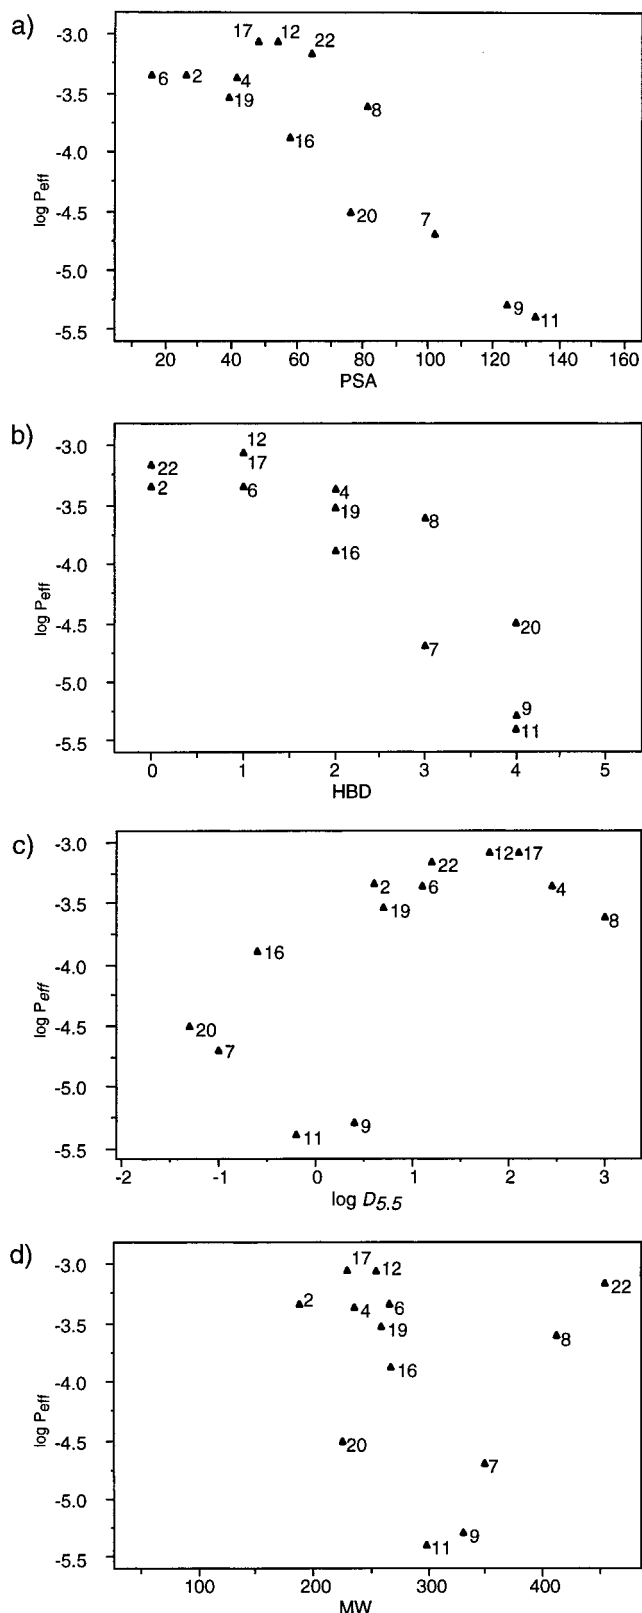 a)
log Peff
-3.0
-3.5
-4.0
-4.5
-5.0
-5.5
17 12 22
6 2 4
19 8
16
20 7
9
11
20 40 60 80 100 120 140 160
PSA
b)
log Peff
-3.0
-3.5
-4.0
-4.5
-5.0
-5.5
12
22 17
2 6 4
19 8
16
20
7
9
11
0 1 2 3 4 5
HBD
c)
log Peff
-3.0
-3.5
-4.0
-4.5
-5.0
-5.5
12 17
22
2 6 4
19 8
16
20
7
11 9
-2 -1 0 1 2 3
log D5.5
d)
log Peff
-3.0
-3.5
-4.0
-4.5
-5.0
-5.5
17 12
22
2 4 6
19 8
16
20
7
11 9
100 200 300 400
MW